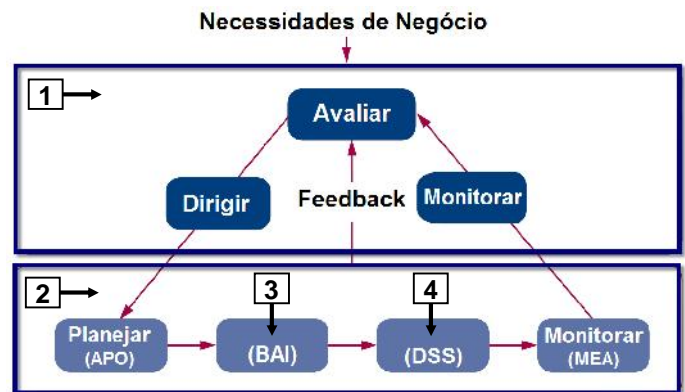 Necessidades de Negócio
1
Avaliar
Dirigir
Feedback
Monitorar
2
3
4
Planejar
(APO)
(BAI)
(DSS)
Monitorar
(MEA)